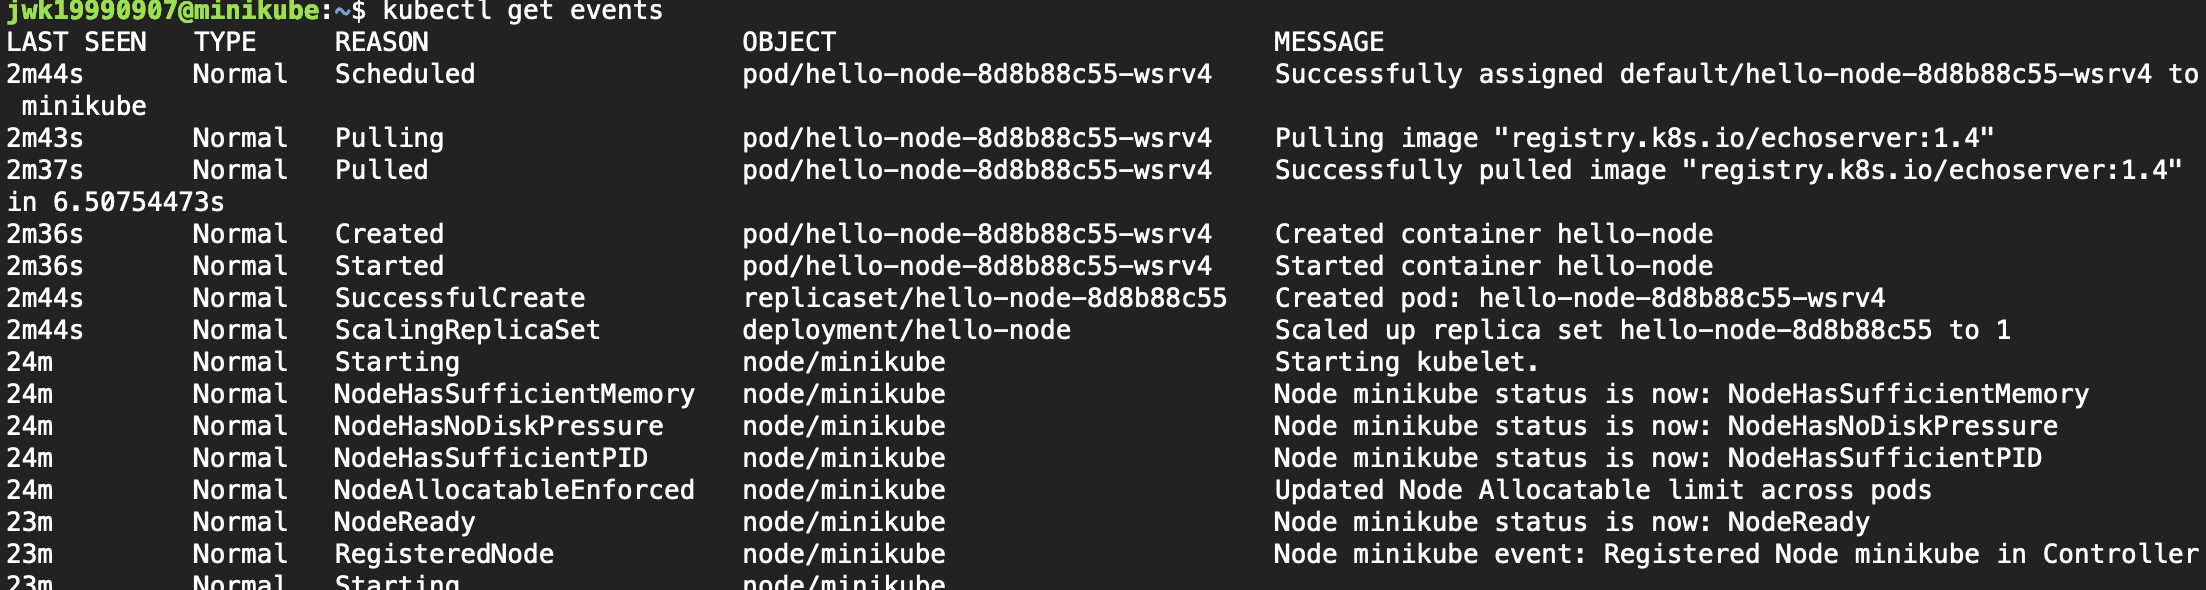 jwk19990907@minikube:~$ kubectl get events
LAST SEEN   TYPE     REASON                    OBJECT                            MESSAGE
2m44s       Normal   Scheduled                 pod/hello-node-8d8b88c55-wsrv4    Successfully assigned default/hello-node-8d8b88c55-wsrv4 to
 minikube
2m43s       Normal   Pulling                   pod/hello-node-8d8b88c55-wsrv4    Pulling image "registry.k8s.io/echoserver:1.4"
2m37s       Normal   Pulled                    pod/hello-node-8d8b88c55-wsrv4    Successfully pulled image "registry.k8s.io/echoserver:1.4"
in 6.50754473s
2m36s       Normal   Created                   pod/hello-node-8d8b88c55-wsrv4    Created container hello-node
2m36s       Normal   Started                   pod/hello-node-8d8b88c55-wsrv4    Started container hello-node
2m44s       Normal   SuccessfulCreate          replicaset/hello-node-8d8b88c55   Created pod: hello-node-8d8b88c55-wsrv4
2m44s       Normal   ScalingReplicaSet         deployment/hello-node             Scaled up replica set hello-node-8d8b88c55 to 1
24m         Normal   Starting                  node/minikube                     Starting kubelet.
24m         Normal   NodeHasSufficientMemory   node/minikube                     Node minikube status is now: NodeHasSufficientMemory
24m         Normal   NodeHasNoDiskPressure     node/minikube                     Node minikube status is now: NodeHasNoDiskPressure
24m         Normal   NodeHasSufficientPID      node/minikube                     Node minikube status is now: NodeHasSufficientPID
24m         Normal   NodeAllocatableEnforced   node/minikube                     Updated Node Allocatable limit across pods
23m         Normal   NodeReady                 node/minikube                     Node minikube status is now: NodeReady
23m         Normal   RegisteredNode            node/minikube                     Node minikube event: Registered Node minikube in Controller
23m         Normal   Starting                  node/minikube